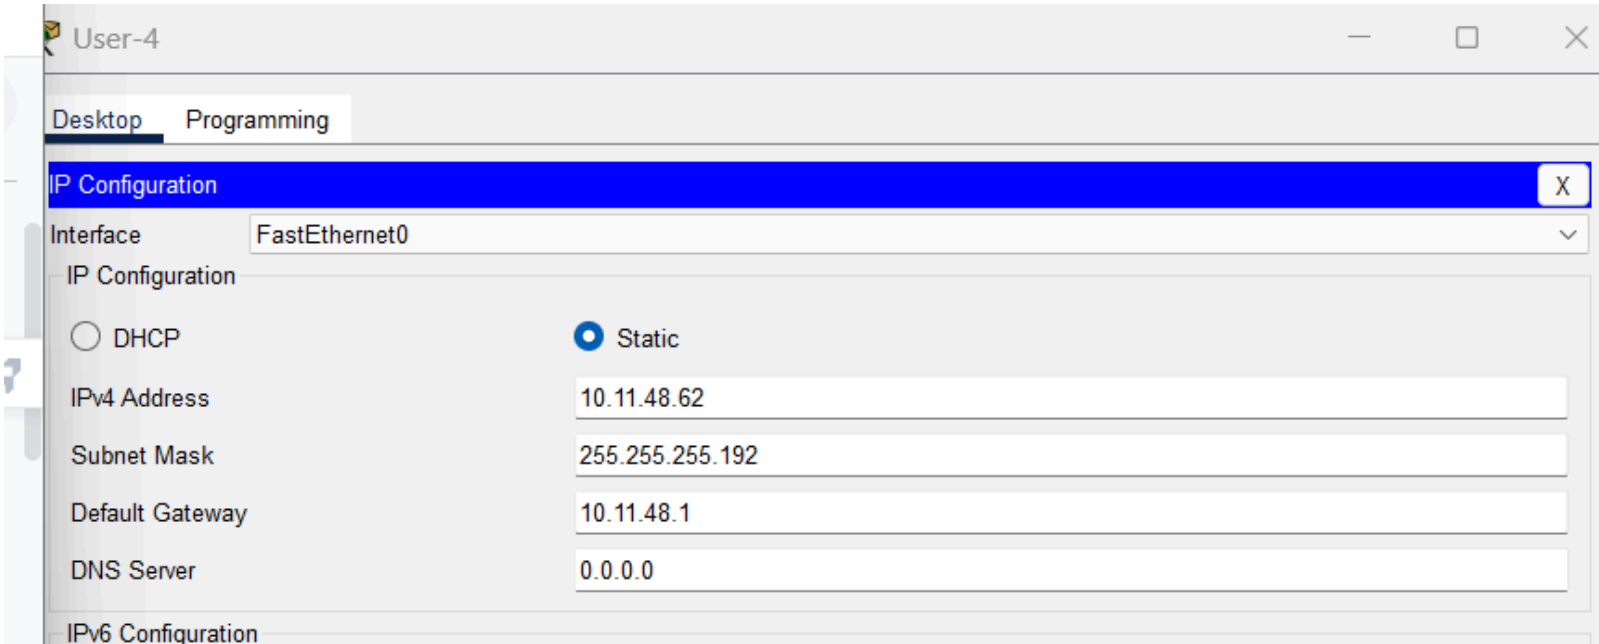 User-4
Desktop Programming
IP Configuration X
Interface FastEthernet0
IP Configuration
DHCP Static
IPv4 Address 10.11.48.62
Subnet Mask 255.255.255.192
Default Gateway 10.11.48.1
DNS Server 0.0.0.0
IPv6 Configuration